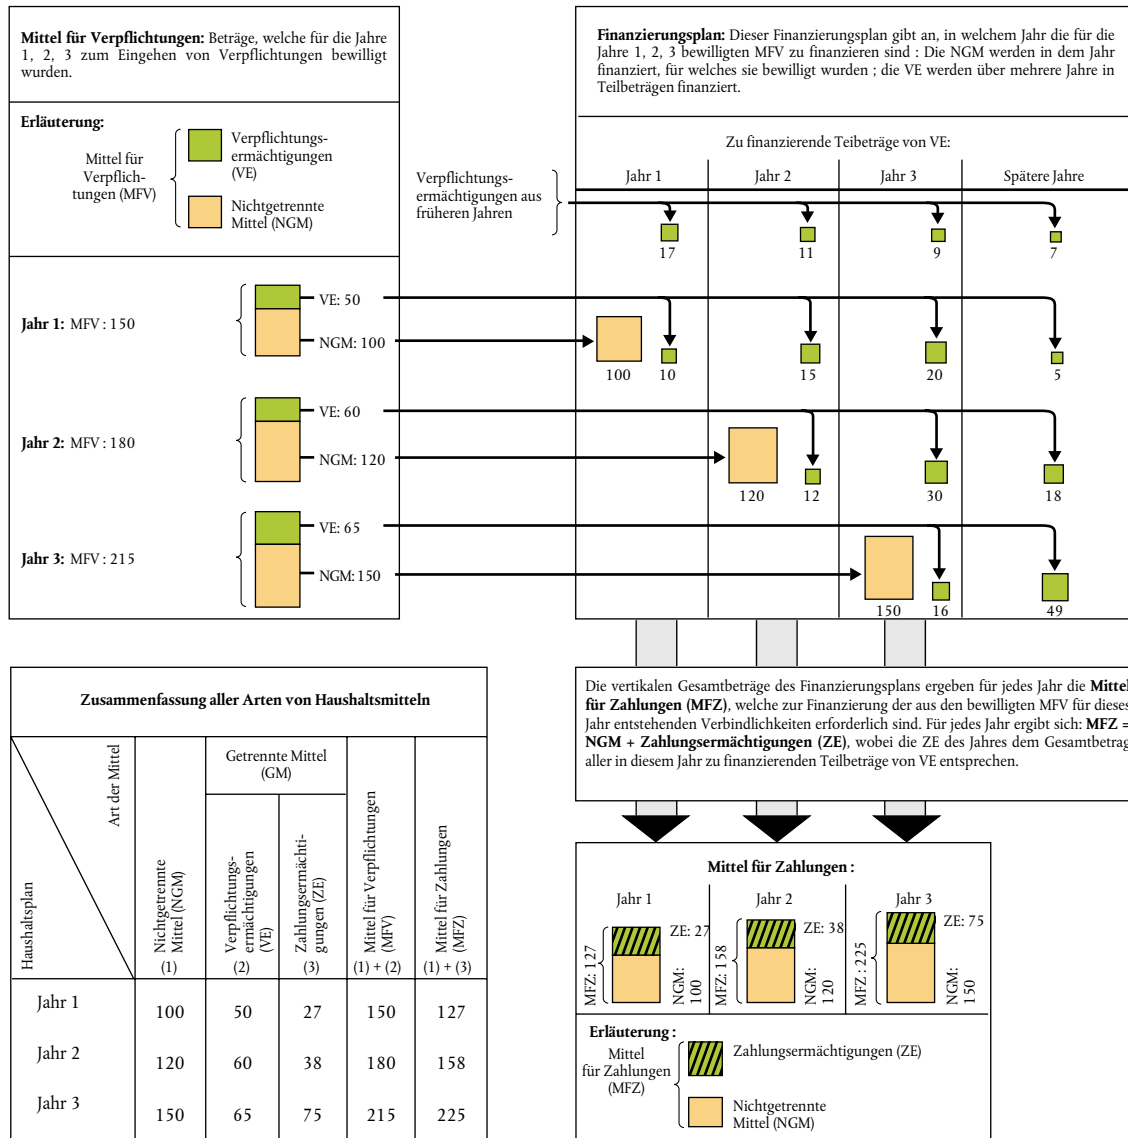 Mittel für Verpflichtungen: Beträge, welche für die Jahre
1, 2, 3 zum Eingehen von Verpflichtungen bewilligt
wurden.
Erläuterung:
Mittel für
Verpflich-
tungen (MFV)
Verpflichtungs-
ermächtigungen
(VE)
Nichtgetrennte
Mittel (NGM)
Finanzierungsplan: Dieser Finanzierungsplan gibt an, in welchem Jahr die für die
Jahre 1, 2, 3 bewilligten MFV zu finanzieren sind : Die NGM werden in dem Jahr
finanziert, für welches sie bewilligt wurden ; die VE werden über mehrere Jahre in
Teilbeträgen finanziert.
Zu finanzierende Teibeträge von VE:
Jahr 1
Jahr 2
Jahr 3
Spätere Jahre
Verpflichtungs-
ermächtigungen aus
früheren Jahren
17
11
9
7
Jahr 1: MFV : 150
VE: 50
NGM: 100
100
10
15
20
5
Jahr 2: MFV : 180
VE: 60
NGM: 120
120
12
30
18
Jahr 3: MFV : 215
VE: 65
NGM: 150
150
16
49
Zusammenfassung aller Arten von Haushaltsmitteln
Haushaltsplan
Art der Mittel
Nichtgetrennte
Mittel (NGM)
(1)
Getrennte Mittel
(GM)
Verpflichtungs-
ermächtigungen
(VE)
(2)
Zahlungsermächti-
gungen (ZE)
(3)
Mittel für Verpflichtungen
(MFV)
(1) + (2)
Mittel für Zahlungen
(MFZ)
(1) + (3)
Jahr 1 100 50 27 150 127
Jahr 2 120 60 38 180 158
Jahr 3 150 65 75 215 225
Die vertikalen Gesamtbeträge des Finanzierungsplans ergeben für jedes Jahr die Mittel
für Zahlungen (MFZ), welche zur Finanzierung der aus den bewilligten MFV für dieses
Jahr entstehenden Verbindlichkeiten erforderlich sind. Für jedes Jahr ergibt sich: MFZ =
NGM + Zahlungsermächtigungen (ZE), wobei die ZE des Jahres dem Gesamtbetrag
aller in diesem Jahr zu finanzierenden Teilbeträge von VE entsprechen.
Mittel für Zahlungen :
Jahr 1
MFZ: 127
ZE: 27
NGM:
100
Jahr 2
MFZ: 158
ZE: 38
NGM:
120
Jahr 3
MFZ : 225
ZE: 75
NGM:
150
Erläuterung :
Mittel
für Zahlungen
(MFZ)
Zahlungsermächtigungen (ZE)
Nichtgetrennte
Mittel (NGM)